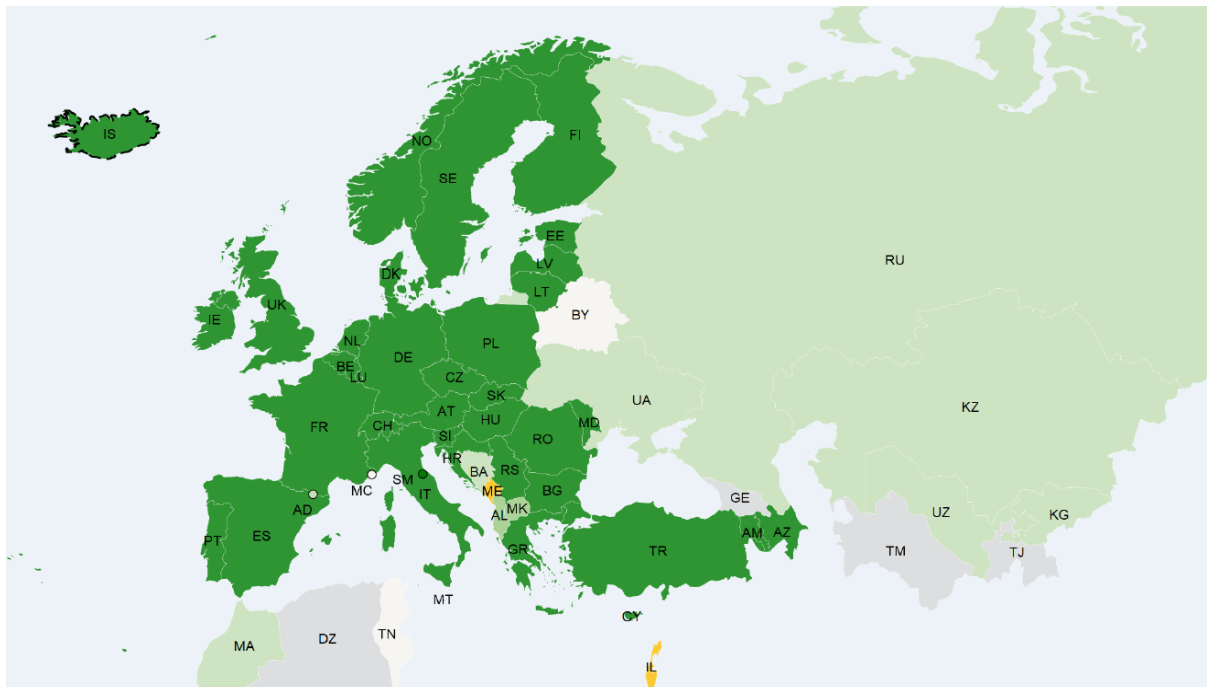 IS
NO
FI
SE
EE
LV
RU
DK
LT
UK
BY
IE
NL
PL
DE
BE
LU
CZ
SK
UA
KZ
AT
HU
FR
CH
MD
SI
RO
HR
BA
RS
SM
MC
IT
ME
BG
GE
AD
MK
UZ
KG
AL
ES
PT
AM
AZ
GR
TR
TM
TJ
MT
CY
TN
DZ
MA
IL